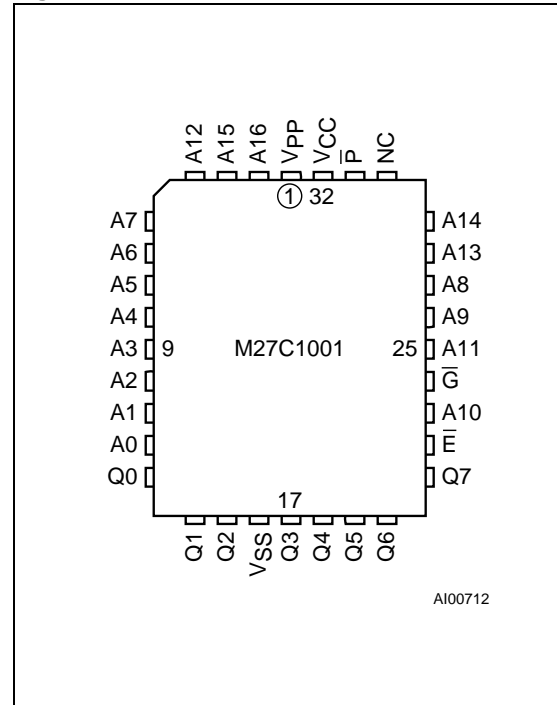 A12 A15 A16 VPP VCC P̅ NC
① 32
A7 A14
A6 A13
A5 A8
A4 A9
A3 9 M27C1001 25 A11
A2 G̅
A1 A10
A0 E̅
Q0 Q7
17
Q1 Q2 VSS Q3 Q4 Q5 Q6
AI00712